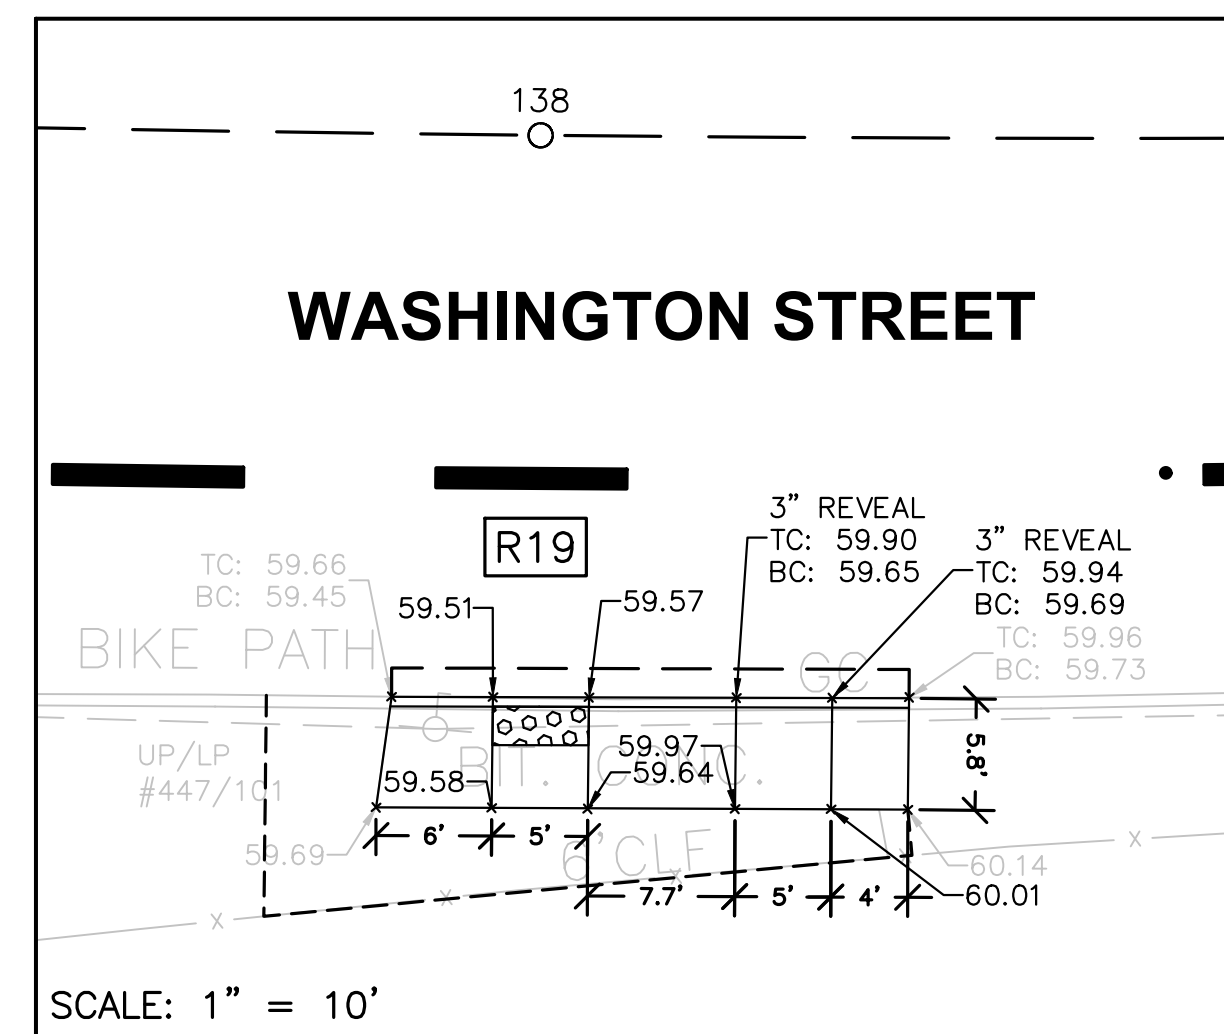 138
WASHINGTON STREET
R19
3” REVEAL
TC: 59.90
BC: 59.65
3” REVEAL
TC: 59.94
BC: 59.69
TC: 59.66
BC: 59.45
59.51
59.57
TC: 59.96
BC: 59.73
BIKE PATH
GC
5.8’
UP/LP
#447/101
BIT. CONC.
59.97
59.64
59.58
59.69
6’
5’
6’CLF
7.7’
5’
4’
60.14
60.01
SCALE: 1” = 10’